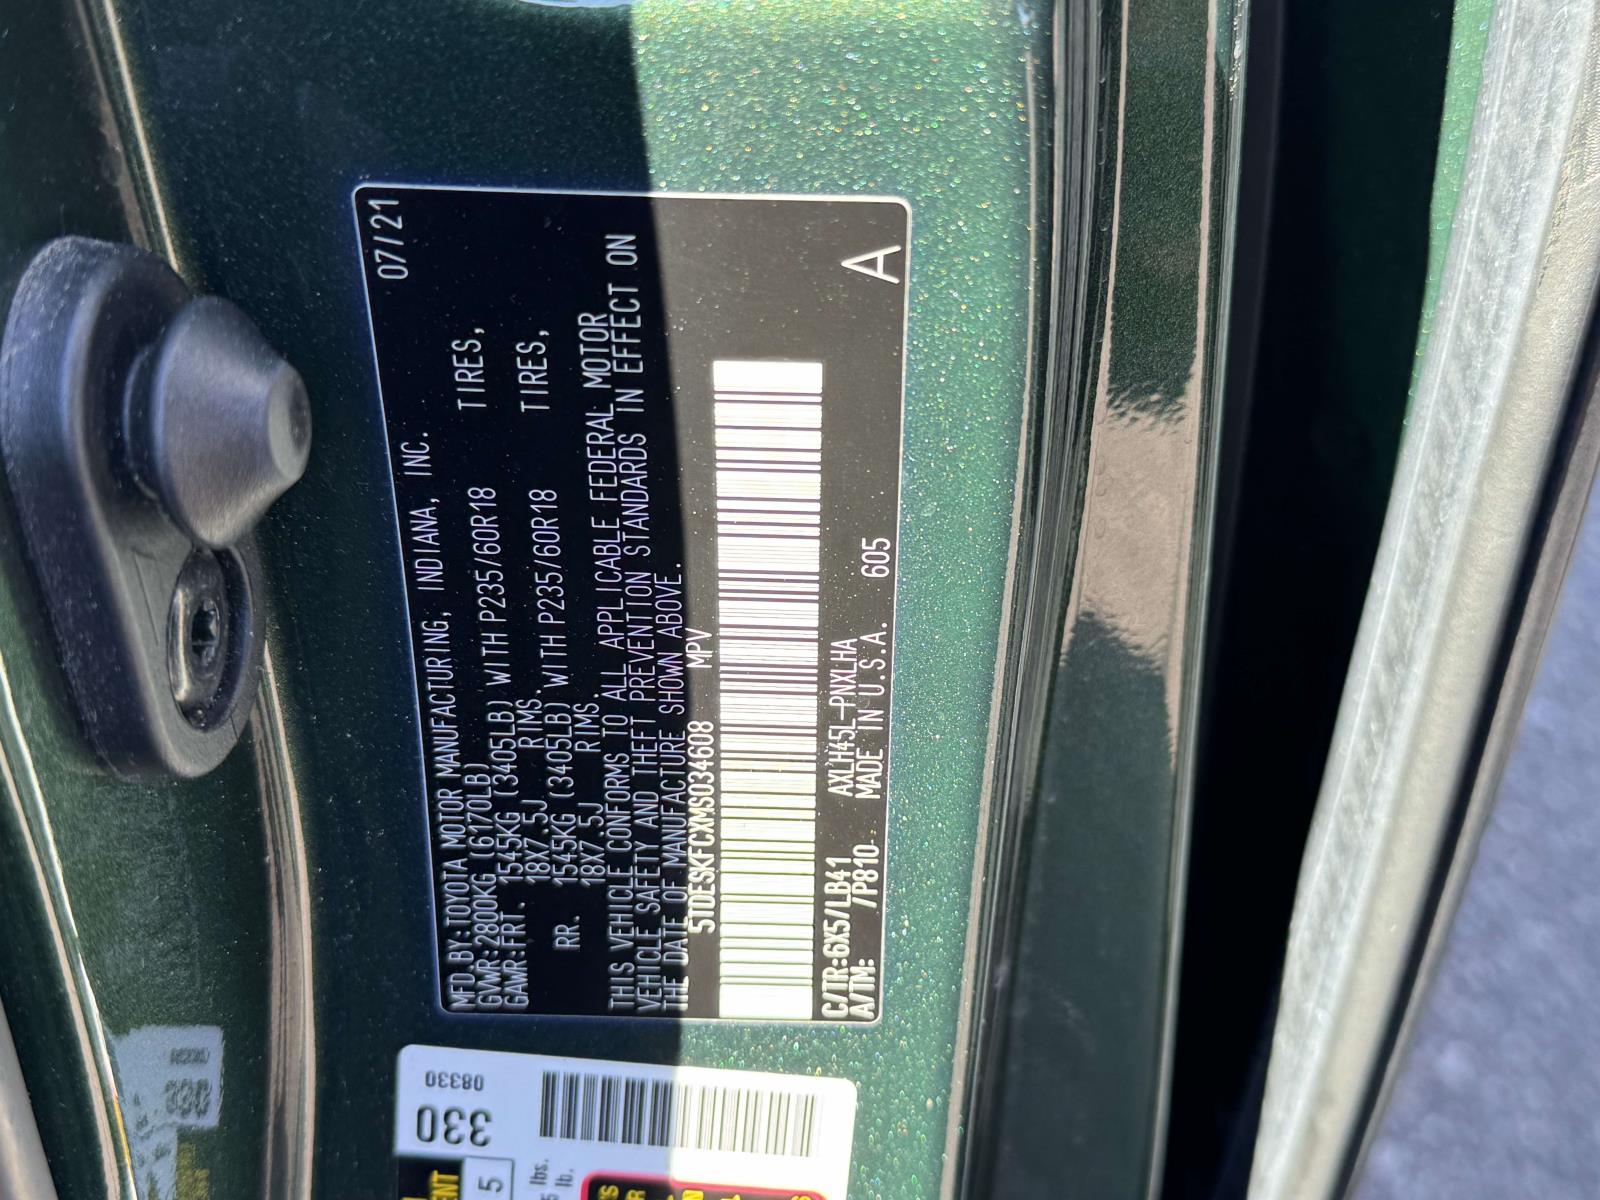 MFD.BY:TOYOTA MOTOR MANUFACTURING, INDIANA, INC. 07/21
GVWR:2800KG (6170LB)
GAWR:FRT. 1545KG (3405LB) WITH P235/60R18 TIRES,
18X7.5J RIMS.
RR. 1545KG (3405LB) WITH P235/60R18 TIRES,
18X7.5J RIMS.
THIS VEHICLE CONFORMS TO ALL APPLICABLE FEDERAL MOTOR
VEHICLE SAFETY AND THEFT PREVENTION STANDARDS IN EFFECT ON
THE DATE OF MANUFACTURE SHOWN ABOVE.
5TDESKFCXMS034608 MPV
C/TR:6X5/LB41 AXLH45L-PNXLHA A
A/TM: /P810 MADE IN U.S.A. 605
330
08330
5
lbs.
lb.